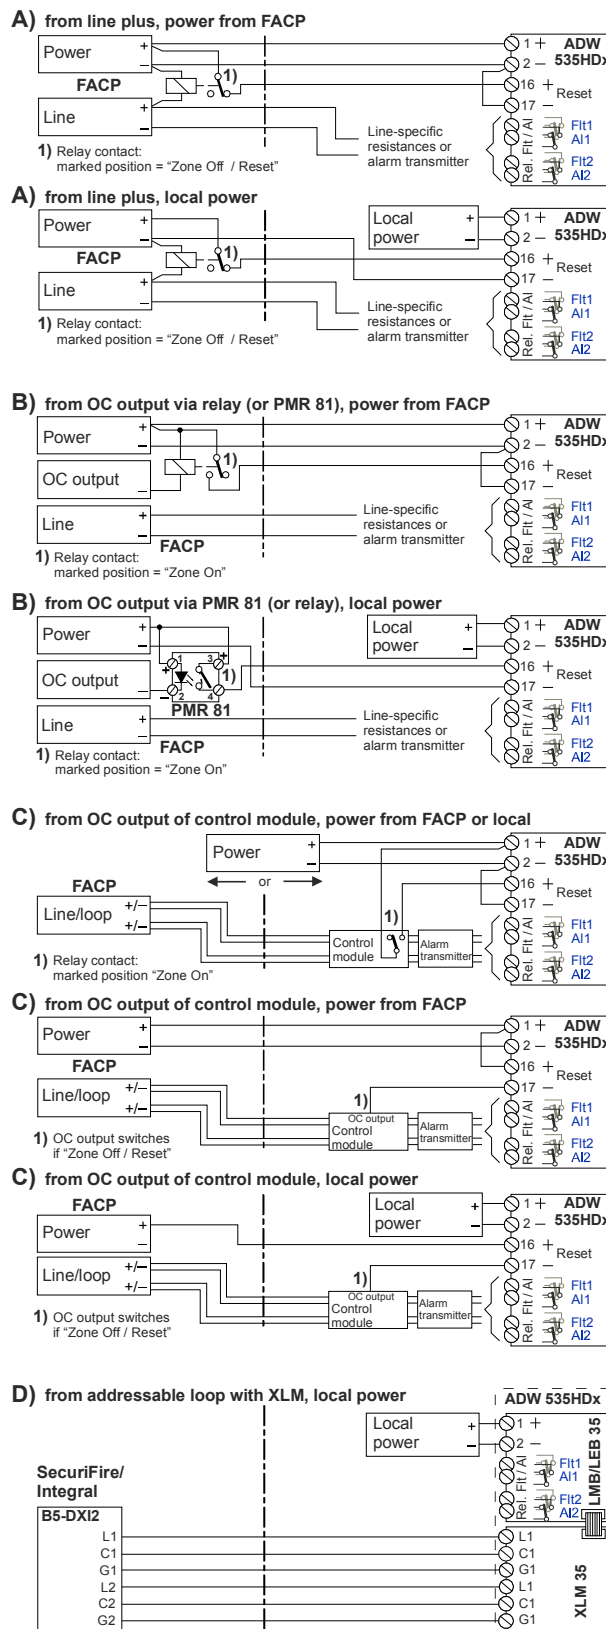 A) from line plus, power from FACP
Power + −
FACP
Line + −
1)
1) Relay contact:
marked position = “Zone Off / Reset”
Line-specific
resistances or
alarm transmitter
1 + ADW
2 − 535HDx
16 + Reset
17 −
Rel. Flt / Al
Flt1
Al1
Flt2
Al2
A) from line plus, local power
Power + −
FACP
Line + −
1)
1) Relay contact:
marked position = “Zone Off / Reset”
Local
power + −
Line-specific
resistances or
alarm transmitter
1 + ADW
2 − 535HDx
16 + Reset
17 −
Rel. Flt / Al
Flt1
Al1
Flt2
Al2
B) from OC output via relay (or PMR 81), power from FACP
Power + −
OC output −
Line + −
FACP
1)
1) Relay contact:
marked position = “Zone On”
Line-specific
resistances or
alarm transmitter
1 + ADW
2 − 535HDx
16 + Reset
17 −
Rel. Flt / Al
Flt1
Al1
Flt2
Al2
B) from OC output via PMR 81 (or relay), local power
Power + −
OC output −
Line + −
FACP
+ 1 3 +
− 2 4
1)
PMR 81
1) Relay contact:
marked position = “Zone On”
Local
power + −
Line-specific
resistances or
alarm transmitter
1 + ADW
2 − 535HDx
16 + Reset
17 −
Rel. Flt / Al
Flt1
Al1
Flt2
Al2
C) from OC output of control module, power from FACP or local
Power + −
or
FACP
Line/loop +/− +/−
1) Relay contact:
marked position “Zone On”
1)
Control
module
Alarm
transmitter
1 + ADW
2 − 535HDx
16 + Reset
17 −
Rel. Flt / Al
Flt1
Al1
Flt2
Al2
C) from OC output of control module, power from FACP
Power + −
FACP
Line/loop +/− +/−
1) OC output switches
if “Zone Off / Reset”
1)
OC output
Control
module
Alarm
transmitter
1 + ADW
2 − 535HDx
16 + Reset
17 −
Rel. Flt / Al
Flt1
Al1
Flt2
Al2
C) from OC output of control module, local power
FACP
Power + −
Line/loop +/− +/−
1) OC output switches
if “Zone Off / Reset”
Local
power + −
1)
OC output
Control
module
Alarm
transmitter
1 + ADW
2 − 535HDx
16 + Reset
17 −
Rel. Flt / Al
Flt1
Al1
Flt2
Al2
D) from addressable loop with XLM, local power
ADW 535HDx
Local
power + −
1 +
2 −
Rel. Flt / Al
Flt1
Al1
Flt2
Al2
LMB/LEB 35
SecuriFire/
Integral
B5-DXI2
L1 L1
C1 C1
G1 G1
L2 L1
C2 C1
G2 G1
XLM 35